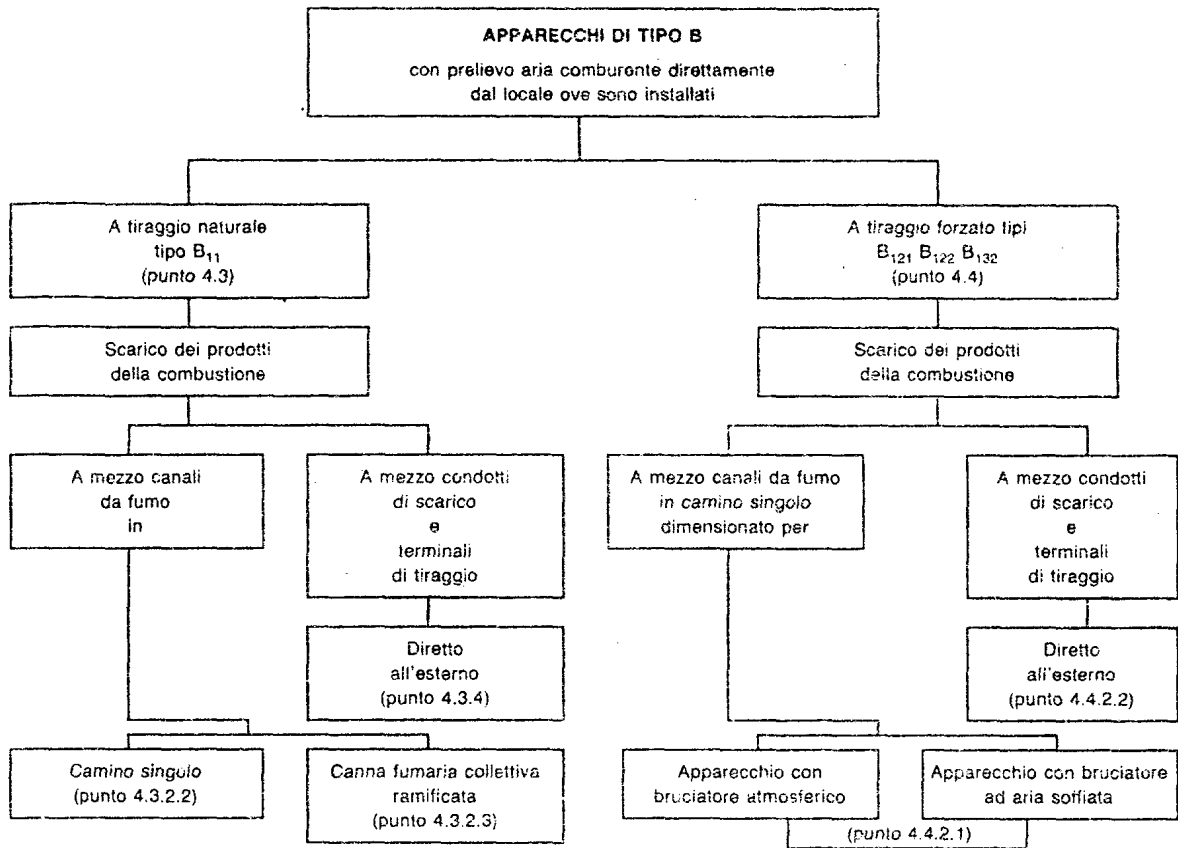 APPARECCHI DI TIPO B
con prelievo aria comburente direttamente
dal locale ove sono installati
A tiraggio naturale
tipo B11
(punto 4.3)
A tiraggio forzato tipi
B121 B122 B132
(punto 4.4)
Scarico dei prodotti
della combustione
Scarico dei prodotti
della combustione
A mezzo canali
da fumo
in
A mezzo condotti
di scarico
e
terminali
di tiraggio
A mezzo canali da fumo
in camino singolo
dimensionato per
A mezzo condotti
di scarico
e
terminali
di tiraggio
Diretto
all'esterno
(punto 4.3.4)
Diretto
all'esterno
(punto 4.4.2.2)
Camino singolo
(punto 4.3.2.2)
Canna fumaria collettiva
ramificata
(punto 4.3.2.3)
Apparecchio con
bruciatore atmosferico
Apparecchio con bruciatore
ad aria soffiata
(punto 4.4.2.1)